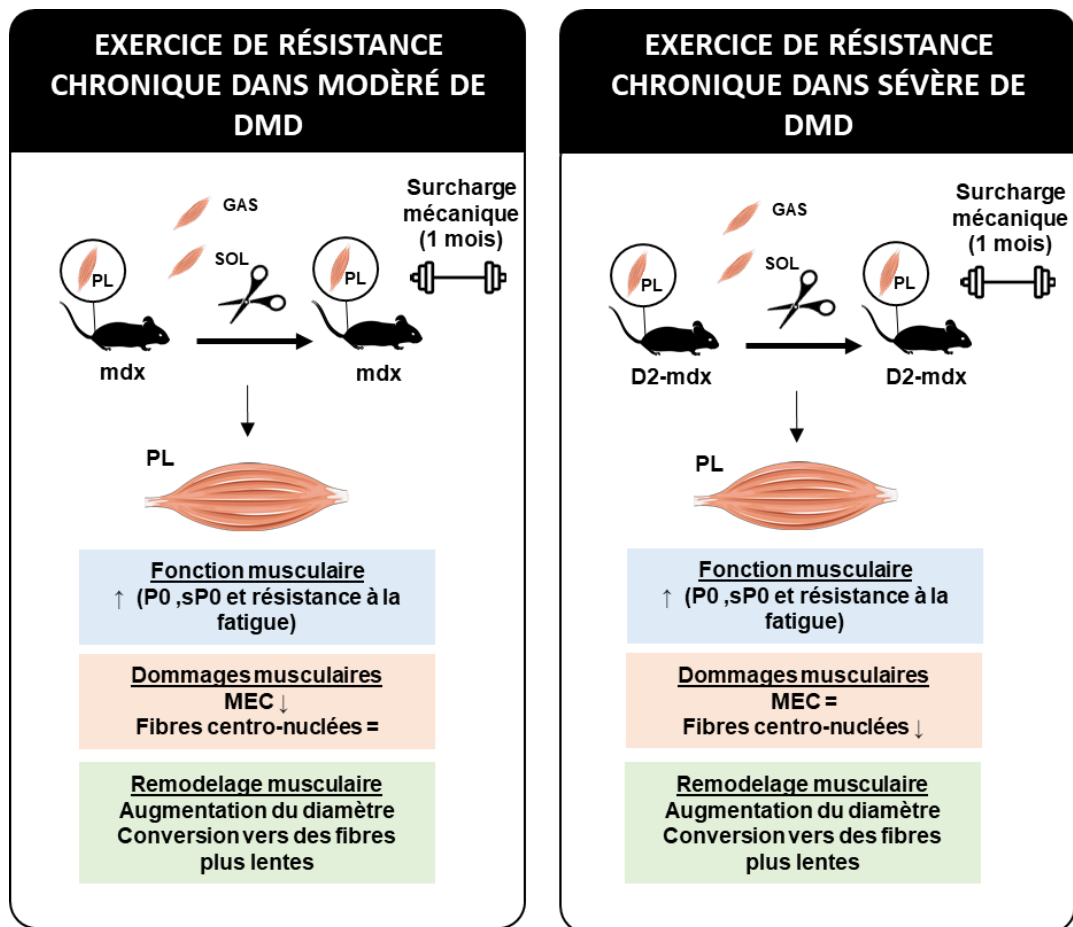 EXERCICE DE RÉSISTANCE
CHRONIQUE DANS MODÈRÉ DE
DMD
GAS
SOL
PL
PL
Surcharge
mécanique
(1 mois)
mdx
mdx
PL
Fonction musculaire
↑ (P0 ,sP0 et résistance à la
fatigue)
Dommages musculaires
MEC ↓
Fibres centro-nuclées =
Remodelage musculaire
Augmentation du diamètre
Conversion vers des fibres
plus lentes
EXERCICE DE RÉSISTANCE
CHRONIQUE DANS SÉVÈRE DE
DMD
GAS
SOL
PL
PL
Surcharge
mécanique
(1 mois)
D2-mdx
D2-mdx
PL
Fonction musculaire
↑ (P0 ,sP0 et résistance à la
fatigue)
Dommages musculaires
MEC =
Fibres centro-nuclées ↓
Remodelage musculaire
Augmentation du diamètre
Conversion vers des fibres
plus lentes